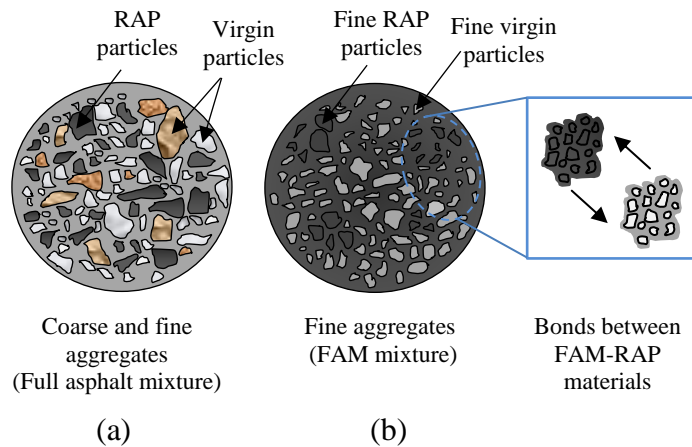 RAP
particles
Virgin
particles
Fine RAP
particles
Fine virgin
particles
Coarse and fine
aggregates
(Full asphalt mixture)
Fine aggregates
(FAM mixture)
Bonds between
FAM-RAP
materials
(a)
(b)